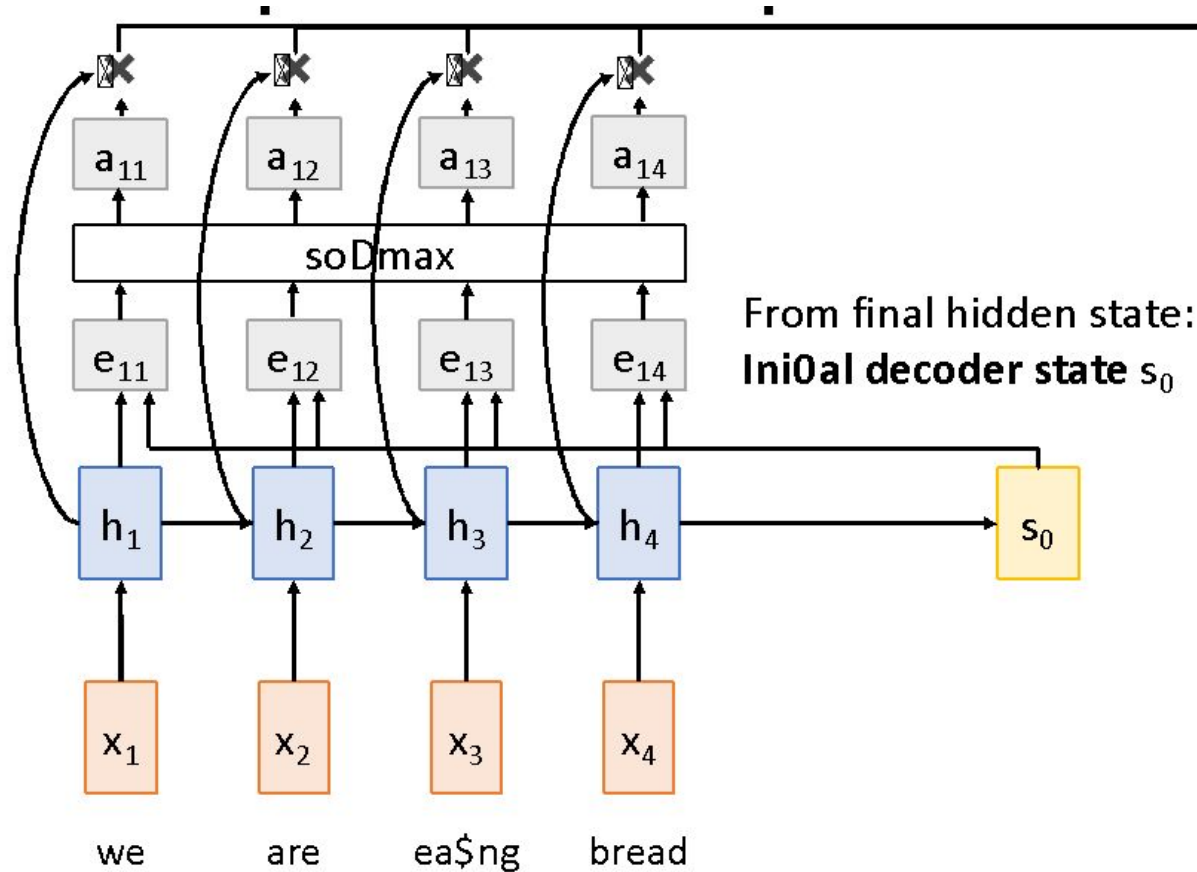 a₁₁ a₁₂ a₁₃ a₁₄
soDmax
e₁₁ e₁₂ e₁₃ e₁₄
From final hidden state:
Ini0al decoder state s₀
h₁ h₂ h₃ h₄ s₀
x₁ x₂ x₃ x₄
we are ea$ng bread